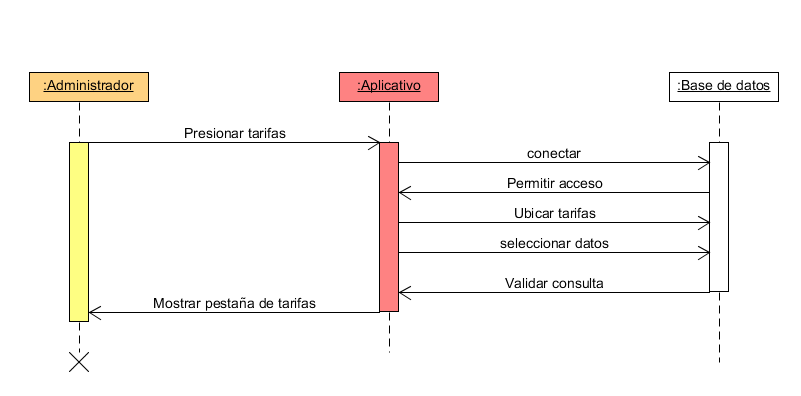 :Administrador
:Aplicativo
:Base de datos
Presionar tarifas
conectar
Permitir acceso
Ubicar tarifas
seleccionar datos
Validar consulta
Mostrar pestaña de tarifas